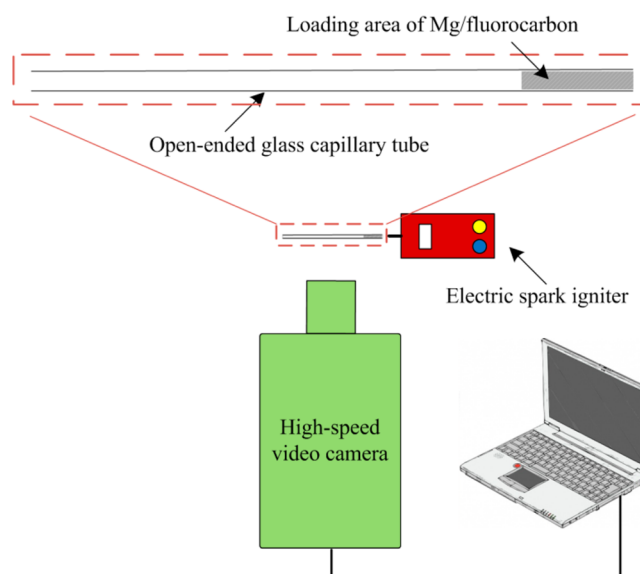 Loading area of Mg/fluorocarbon
Open-ended glass capillary tube
Electric spark igniter
High-speed
video camera